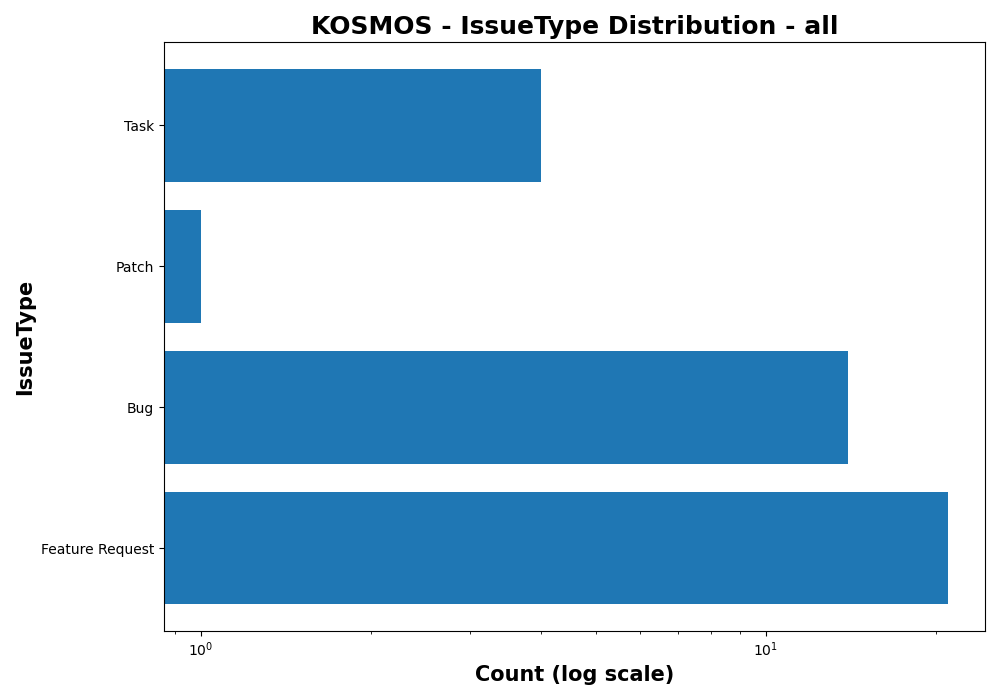 KOSMOS - IssueType Distribution - all
IssueType
Task
Patch
Bug
Feature Request
10⁰
10¹
Count (log scale)